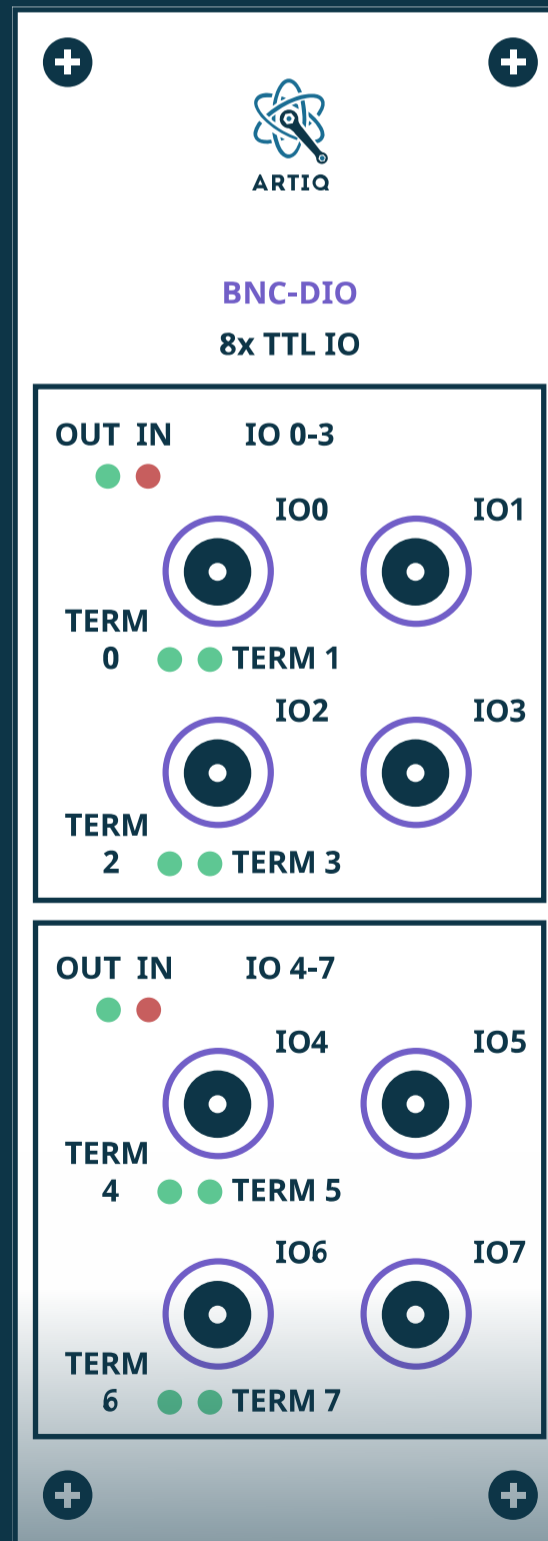 ARTIQ
BNC-DIO
8x TTL IO
OUT IN IO 0-3
IO0 IO1
TERM
0 TERM 1
IO2 IO3
TERM
2 TERM 3
OUT IN IO 4-7
IO4 IO5
TERM
4 TERM 5
IO6 IO7
TERM
6 TERM 7